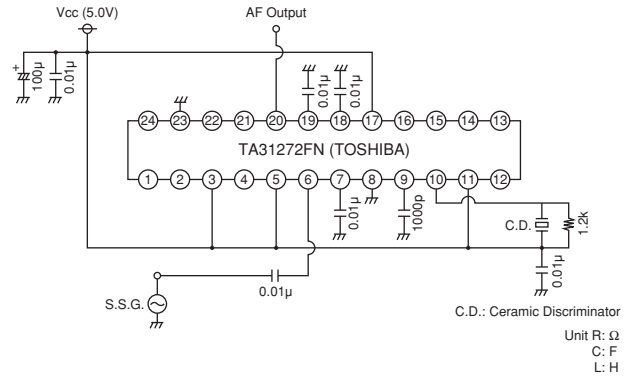 Vcc (5.0V)
AF Output
+
100µ
0.01µ
0.01µ
0.01µ
24 23 22 21 20 19 18 17 16 15 14 13
TA31272FN (TOSHIBA)
1 2 3 4 5 6 7 8 9 10 11 12
0.01µ
1000p
C.D.
1.2k
0.01µ
0.01µ
S.S.G.
C.D.: Ceramic Discriminator
Unit R: Ω
C: F
L: H